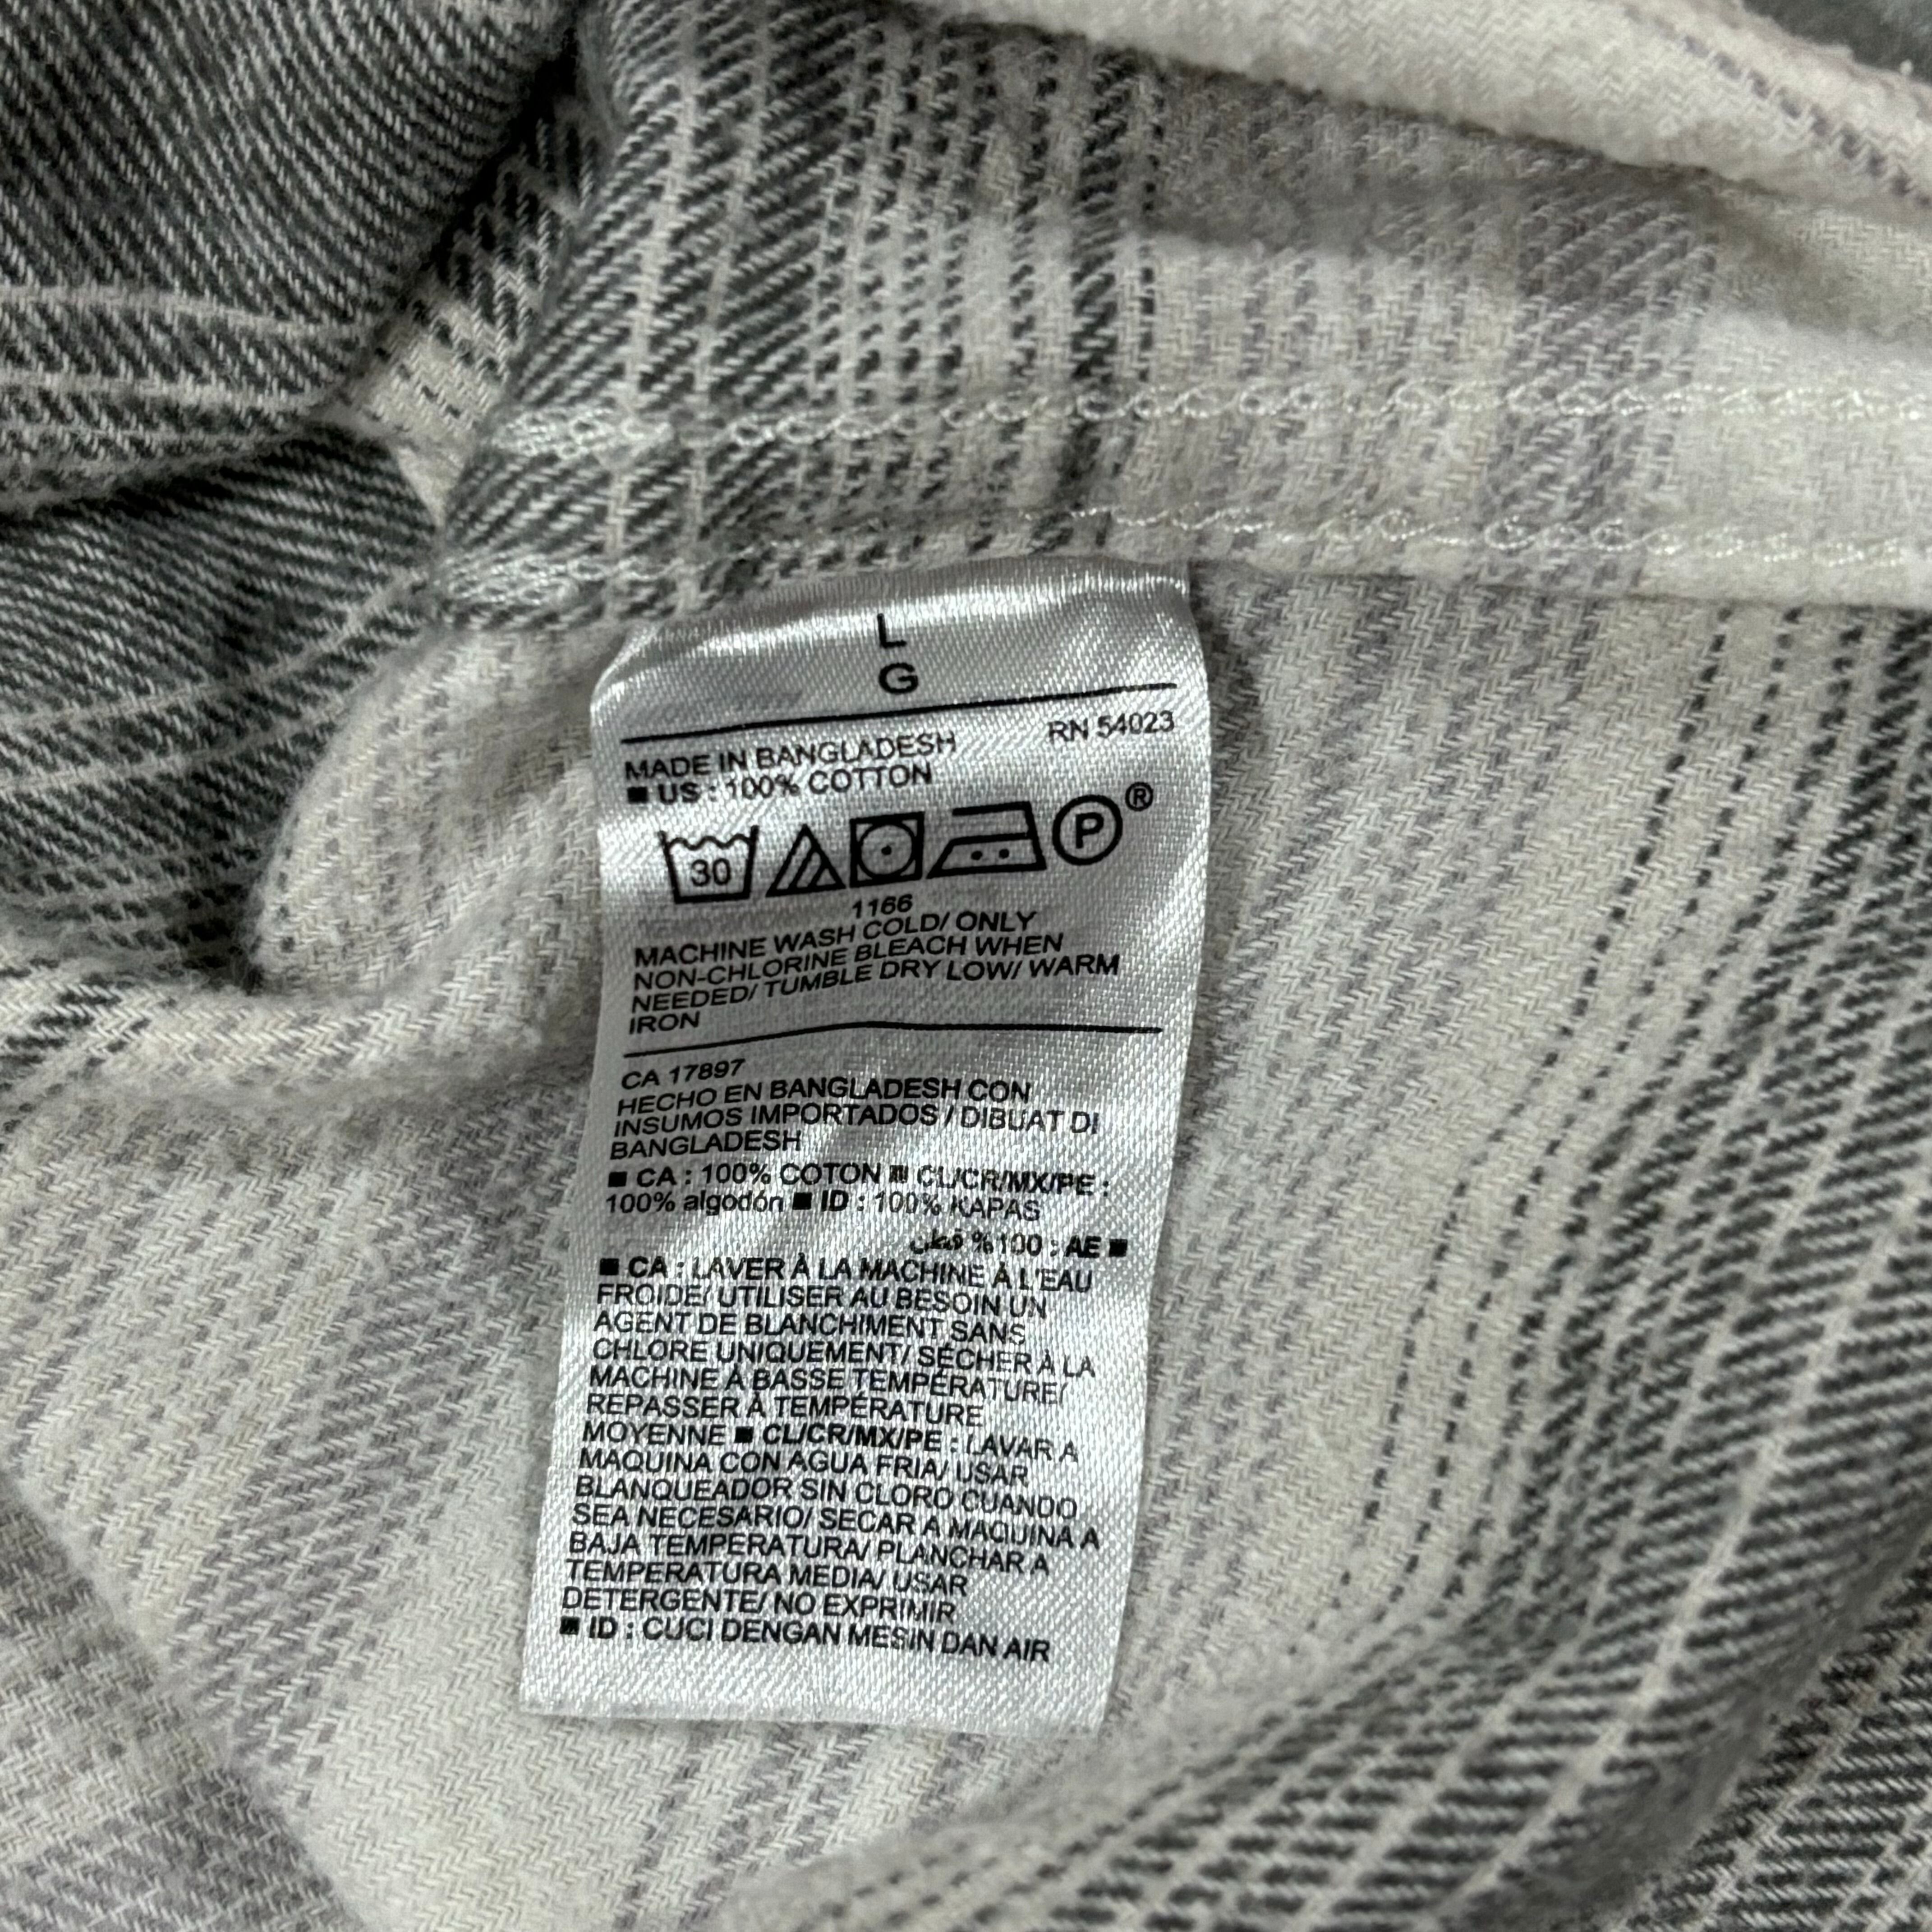 L
G
MADE IN BANGLADESH RN 54023
■ US : 100% COTTON
30 P ®
1166
MACHINE WASH COLD/ ONLY
NON-CHLORINE BLEACH WHEN
NEEDED/ TUMBLE DRY LOW/ WARM
IRON
CA 17897
HECHO EN BANGLADESH CON
INSUMOS IMPORTADOS / DIBUAT DI
BANGLADESH
■ CA : 100% COTON ■ CL/CR/MX/PE :
100% algodón ■ ID : 100% KAPAS
■ AE : 100% قطن
■ CA : LAVER À LA MACHINE À L'EAU
FROIDE/ UTILISER AU BESOIN UN
AGENT DE BLANCHIMENT SANS
CHLORE UNIQUEMENT/ SÉCHER À LA
MACHINE À BASSE TEMPÉRATURE/
REPASSER À TEMPÉRATURE
MOYENNE ■ CL/CR/MX/PE : LAVAR A
MAQUINA CON AGUA FRIA/ USAR
BLANQUEADOR SIN CLORO CUANDO
SEA NECESARIO/ SECAR A MAQUINA A
BAJA TEMPERATURA/ PLANCHAR A
TEMPERATURA MEDIA/ USAR
DETERGENTE/ NO EXPRIMIR
■ ID : CUCI DENGAN MESIN DAN AIR